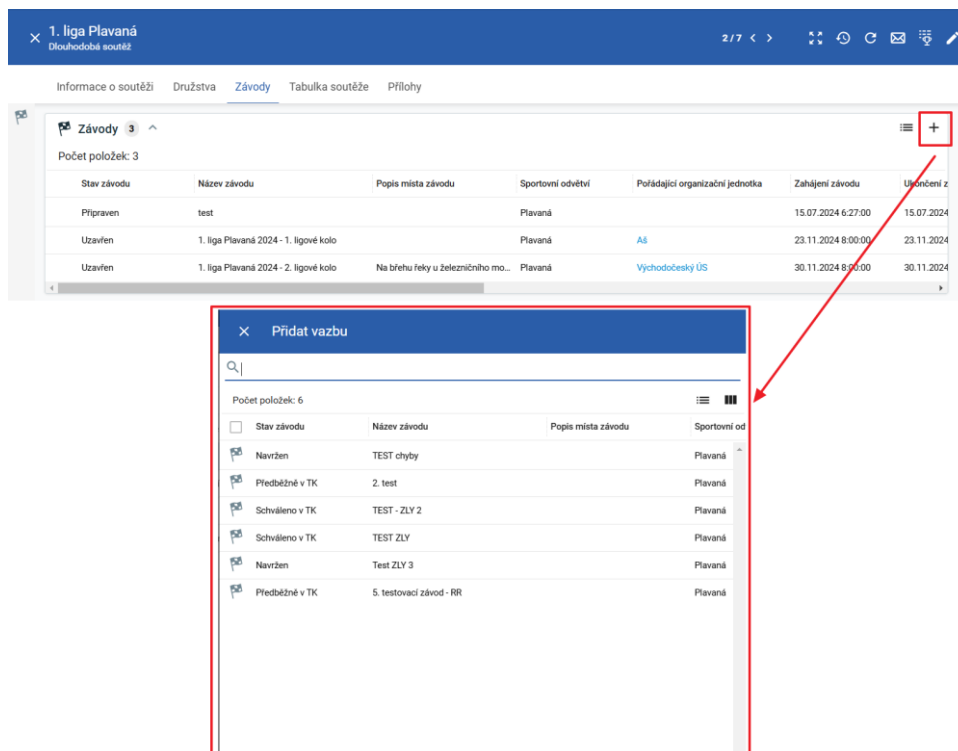 1. liga Plavaná
Dlouhodobá soutěž
2/7
Informace o soutěži Družstva Závody Tabulka soutěže Přílohy
Závody 3
Počet položek: 3
Stav závodu Název závodu Popis místa závodu Sportovní odvětví Pořádající organizační jednotka Zahájení závodu Ukončení z
Připraven test Plavaná 15.07.2024 6:27:00 15.07.2024
Uzavřen 1. liga Plavaná 2024 - 1. ligové kolo Plavaná Aš 23.11.2024 8:00:00 23.11.2024
Uzavřen 1. liga Plavaná 2024 - 2. ligové kolo Na břehu řeky u železničního mo... Plavaná Východočeský ÚS 30.11.2024 8:00:00 30.11.2024
Přidat vazbu
Počet položek: 6
Stav závodu Název závodu Popis místa závodu Sportovní od
Navržen TEST chyby Plavaná
Předběžně v TK 2. test Plavaná
Schváleno v TK TEST - ZLY 2 Plavaná
Schváleno v TK TEST ZLY Plavaná
Navržen Test ZLY 3 Plavaná
Předběžně v TK 5. testovací závod - RR Plavaná